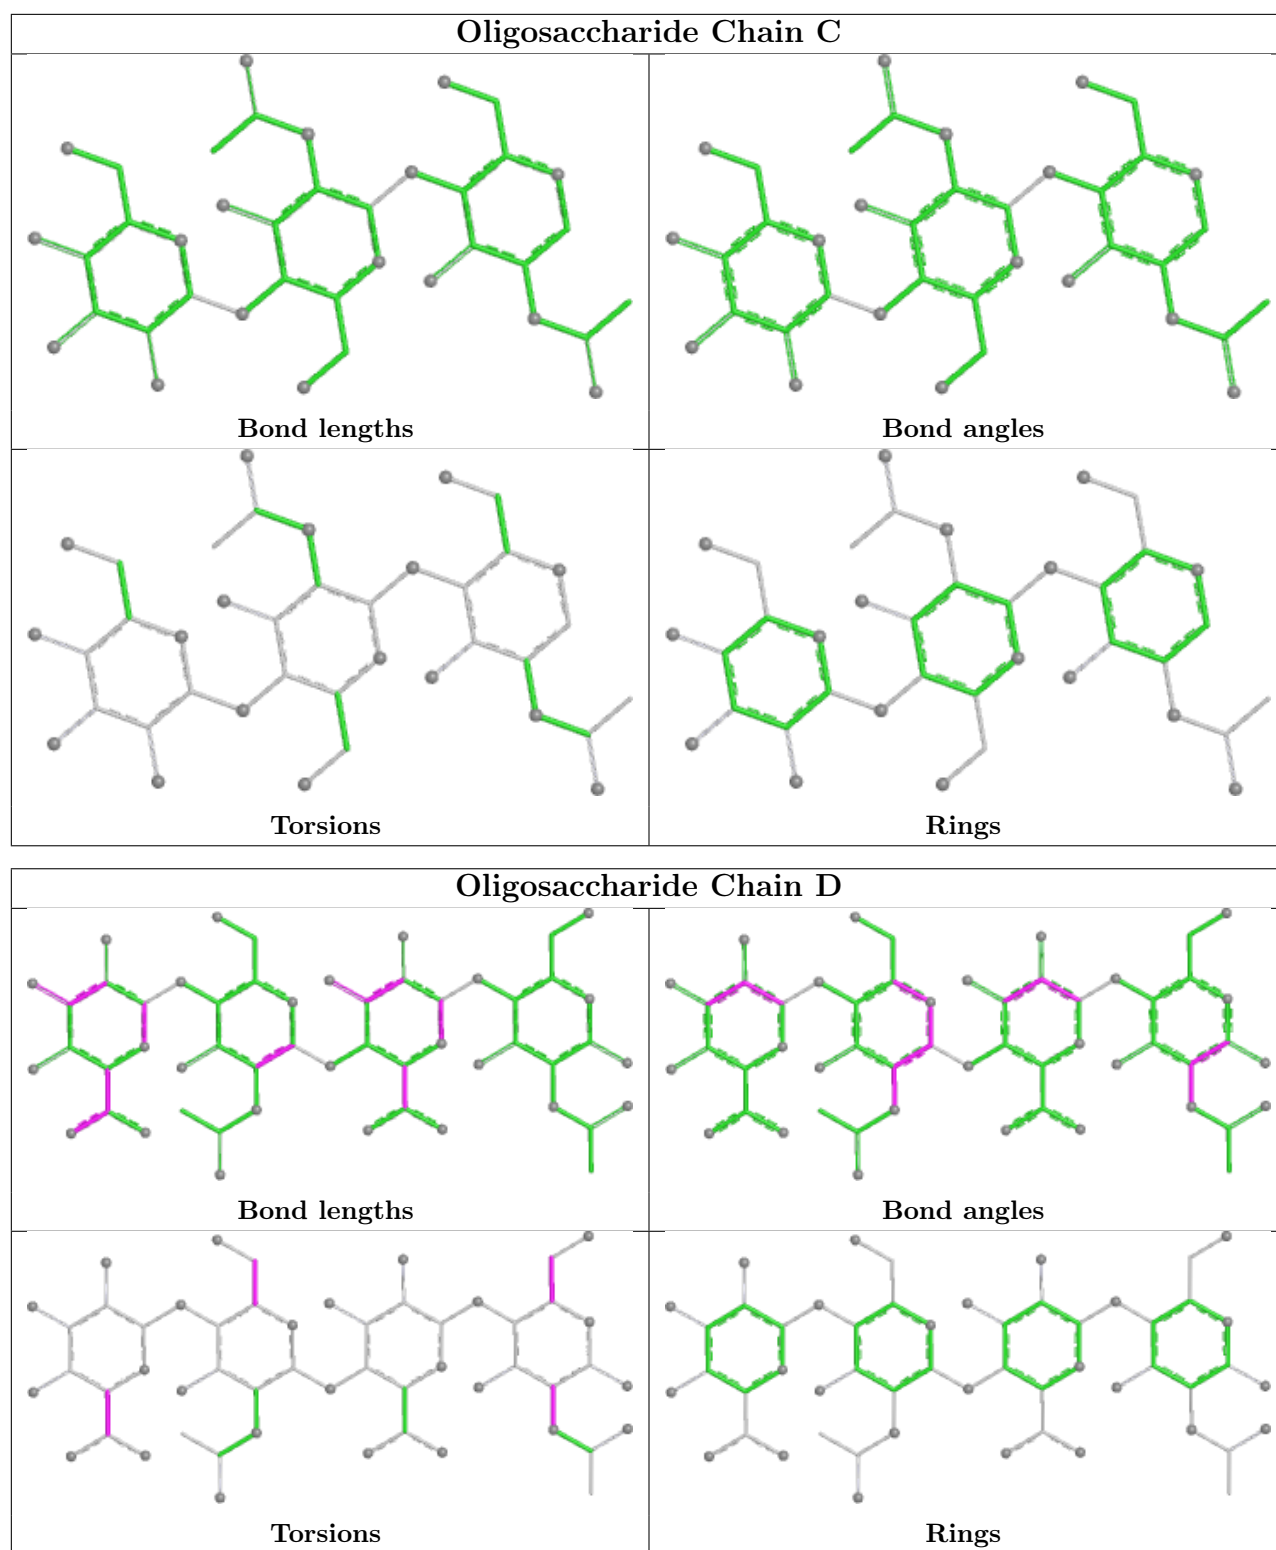 Oligosaccharide Chain C
Bond lengths
Bond angles
Torsions
Rings
Oligosaccharide Chain D
Bond lengths
Bond angles
Torsions
Rings